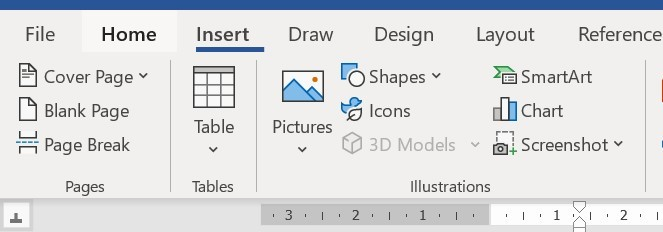 File Home Insert Draw Design Layout Reference
Cover Page
Blank Page
Page Break
Pages
Table
Tables
Pictures
Shapes
Icons
3D Models
SmartArt
Chart
Screenshot
Illustrations
3 2 1 1 2